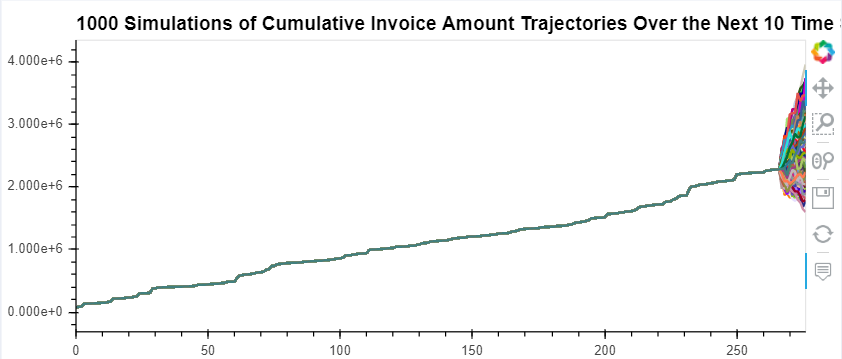 1000 Simulations of Cumulative Invoice Amount Trajectories Over the Next 10 Time
4.000e+6
3.000e+6
2.000e+6
1.000e+6
0.000e+0
0 50 100 150 200 250